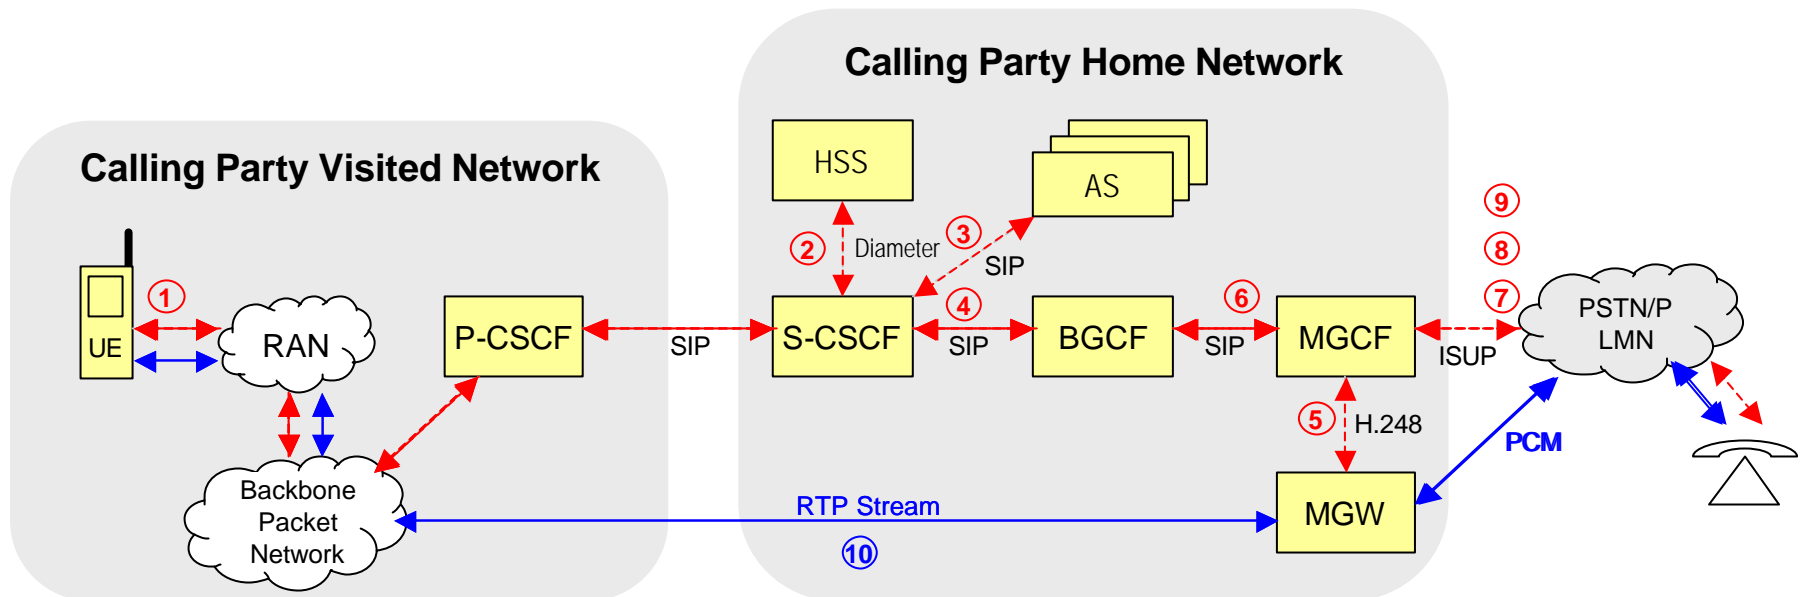 Calling Party Home Network
Calling Party Visited Network
HSS
AS
9
2
Diameter
3
8
SIP
1
4
6
7
UE
RAN
P-CSCF
SIP
S-CSCF
SIP
BGCF
SIP
MGCF
ISUP
PSTN/P
LMN
5
H.248
PCM
Backbone
Packet
Network
RTP Stream
10
MGW